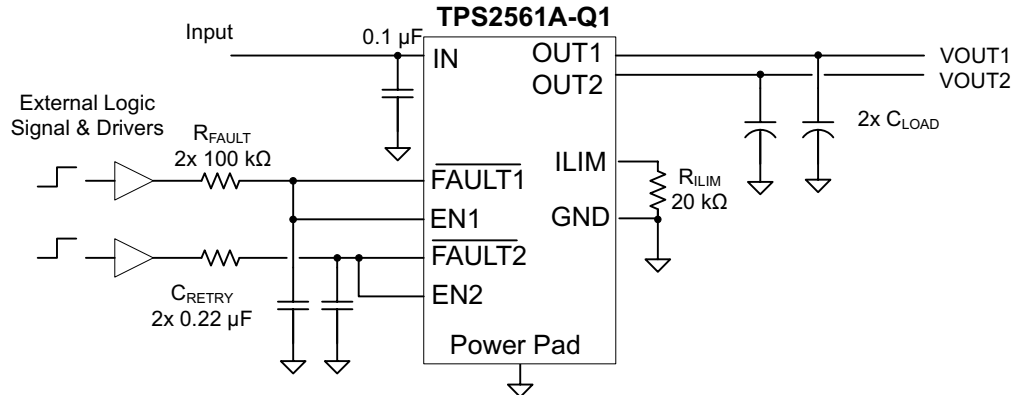 TPS2561A-Q1
Input
0.1 µF
IN
OUT1
OUT2
VOUT1
VOUT2
2x CLOAD
External Logic
Signal & Drivers
RFAULT
2x 100 kΩ
FAULT1
EN1
FAULT2
EN2
ILIM
GND
RILIM
20 kΩ
CRETRY
2x 0.22 µF
Power Pad